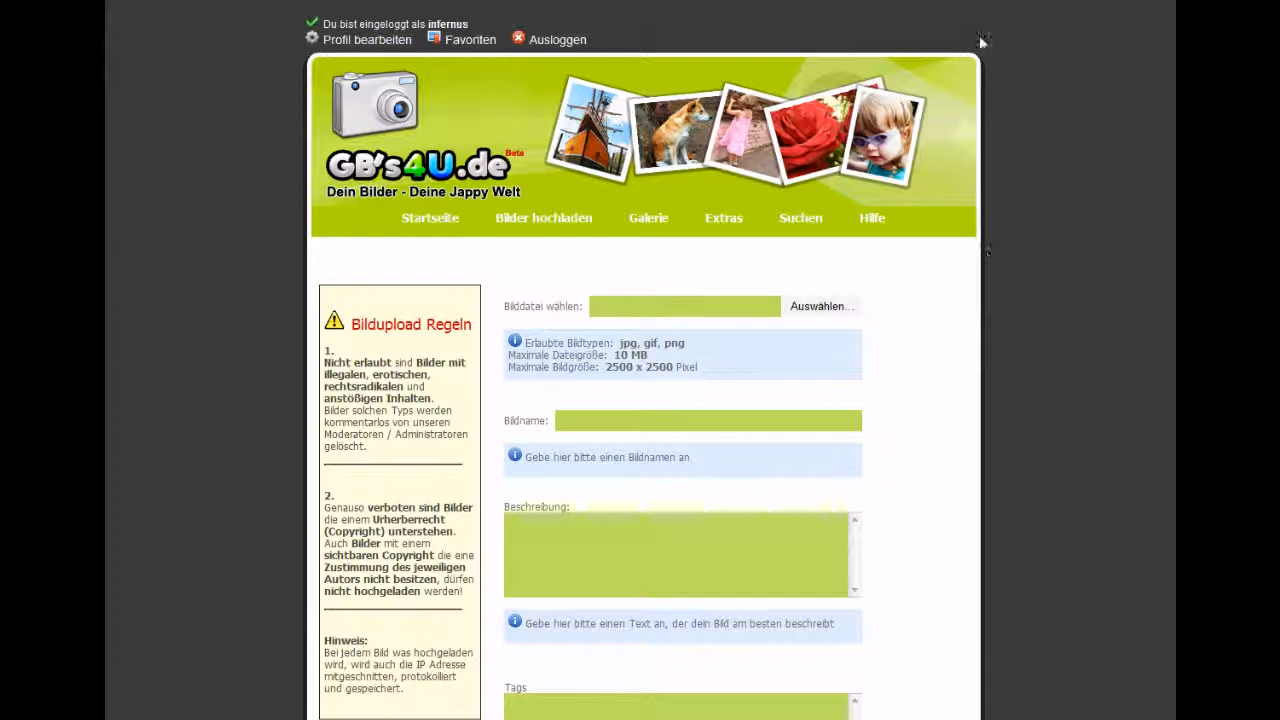 Du bist eingeloggt als infernus
Profil bearbeiten Favoriten Ausloggen
GB's4U.de Beta
Dein Bilder - Deine Jappy Welt
Startseite Bilder hochladen Galerie Extras Suchen Hilfe
Bildupload Regeln
1.
Nicht erlaubt sind Bilder mit
illegalen, erotischen,
rechtsradikalen und
anstößigen Inhalten.
Bilder solchen Typs werden
kommentarlos von unseren
Moderatoren / Administratoren
gelöscht.
2.
Genauso verboten sind Bilder
die einem Urherberrecht
(Copyright) unterstehen.
Auch Bilder mit einem
sichtbaren Copyright die eine
Zustimmung des jeweiligen
Autors nicht besitzen, dürfen
nicht hochgeladen werden!
Hinweis:
Bei jedem Bild was hochgeladen
wird, wird auch die IP Adresse
mitgeschnitten, protokolliert
und gespeichert.
Bilddatei wählen: Auswählen...
Erlaubte Bildtypen: jpg, gif, png
Maximale Dateigröße: 10 MB
Maximale Bildgröße: 2500 x 2500 Pixel
Bildname:
Gebe hier bitte einen Bildnamen an
Beschreibung:
Gebe hier bitte einen Text an, der dein Bild am besten beschreibt
Tags